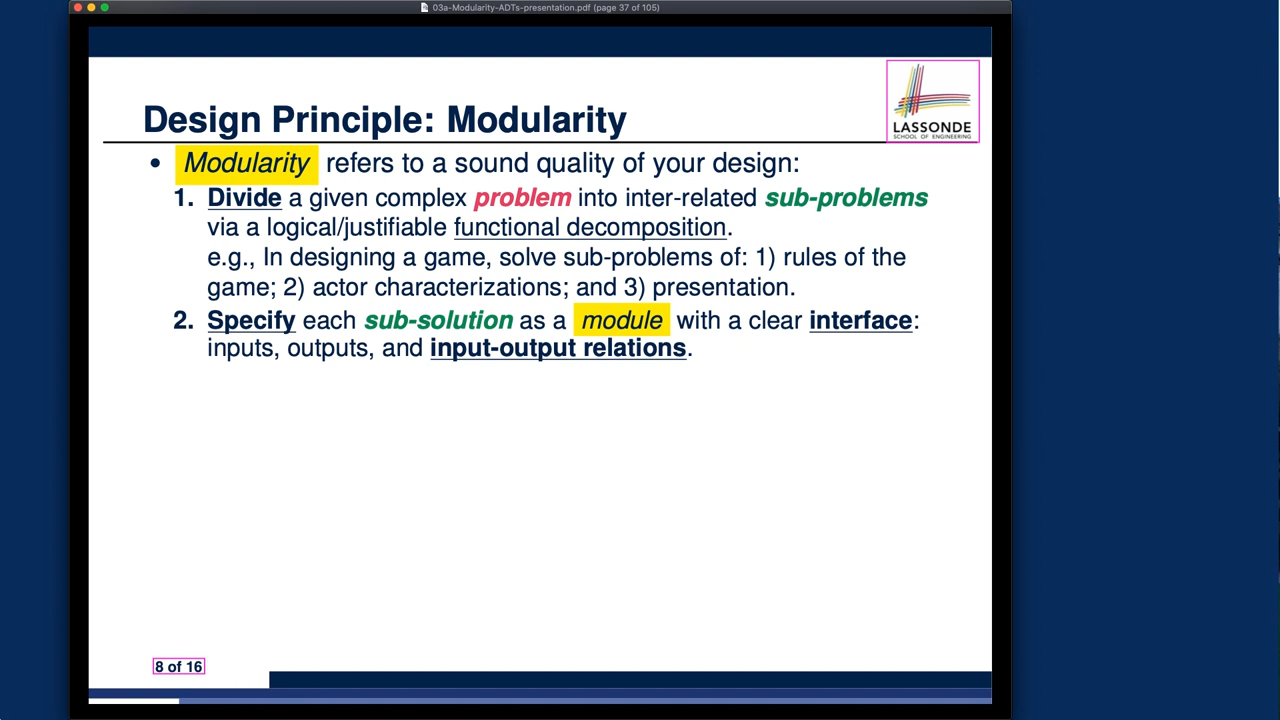 03a-Modularity-ADTs-presentation.pdf (page 37 of 105)
LASSONDE
SCHOOL OF ENGINEERING
Design Principle: Modularity
• Modularity refers to a sound quality of your design:
1. Divide a given complex problem into inter-related sub-problems
via a logical/justifiable functional decomposition.
e.g., In designing a game, solve sub-problems of: 1) rules of the
game; 2) actor characterizations; and 3) presentation.
2. Specify each sub-solution as a module with a clear interface:
inputs, outputs, and input-output relations.
8 of 16